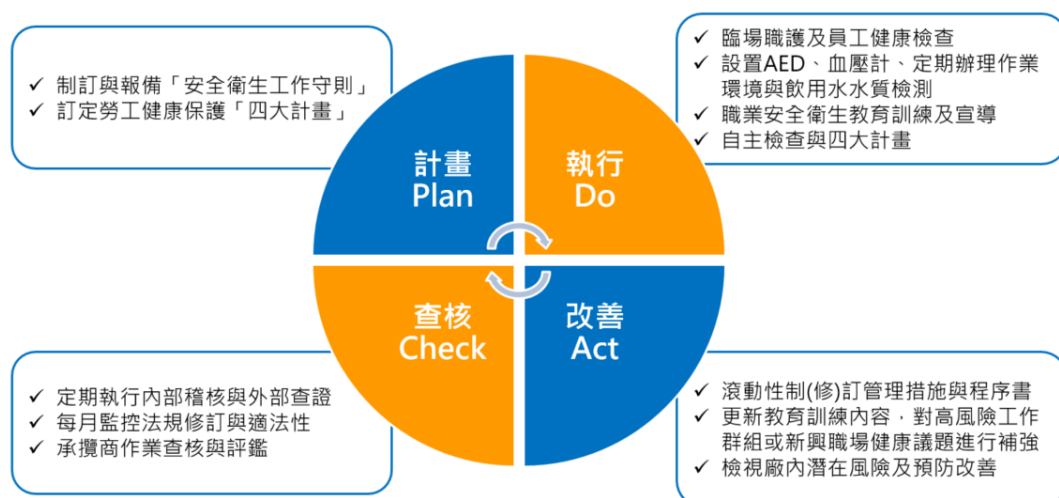 ✓ 制訂與報備「安全衛生工作守則」
✓ 訂定勞工健康保護「四大計畫」
計畫
Plan
✓ 臨場職護及員工健康檢查
✓ 設置AED、血壓計、定期辦理作業
環境與飲用水水質檢測
✓ 職業安全衛生教育訓練及宣導
✓ 自主檢查與四大計畫
執行
Do
✓ 定期執行內部稽核與外部查證
✓ 每月監控法規修訂與適法性
✓ 承攬商作業查核與評鑑
查核
Check
✓ 滾動性制(修)訂管理措施與程序書
✓ 更新教育訓練內容，對高風險工作
群組或新興職場健康議題進行補強
✓ 檢視廠內潛在風險及預防改善
改善
Act